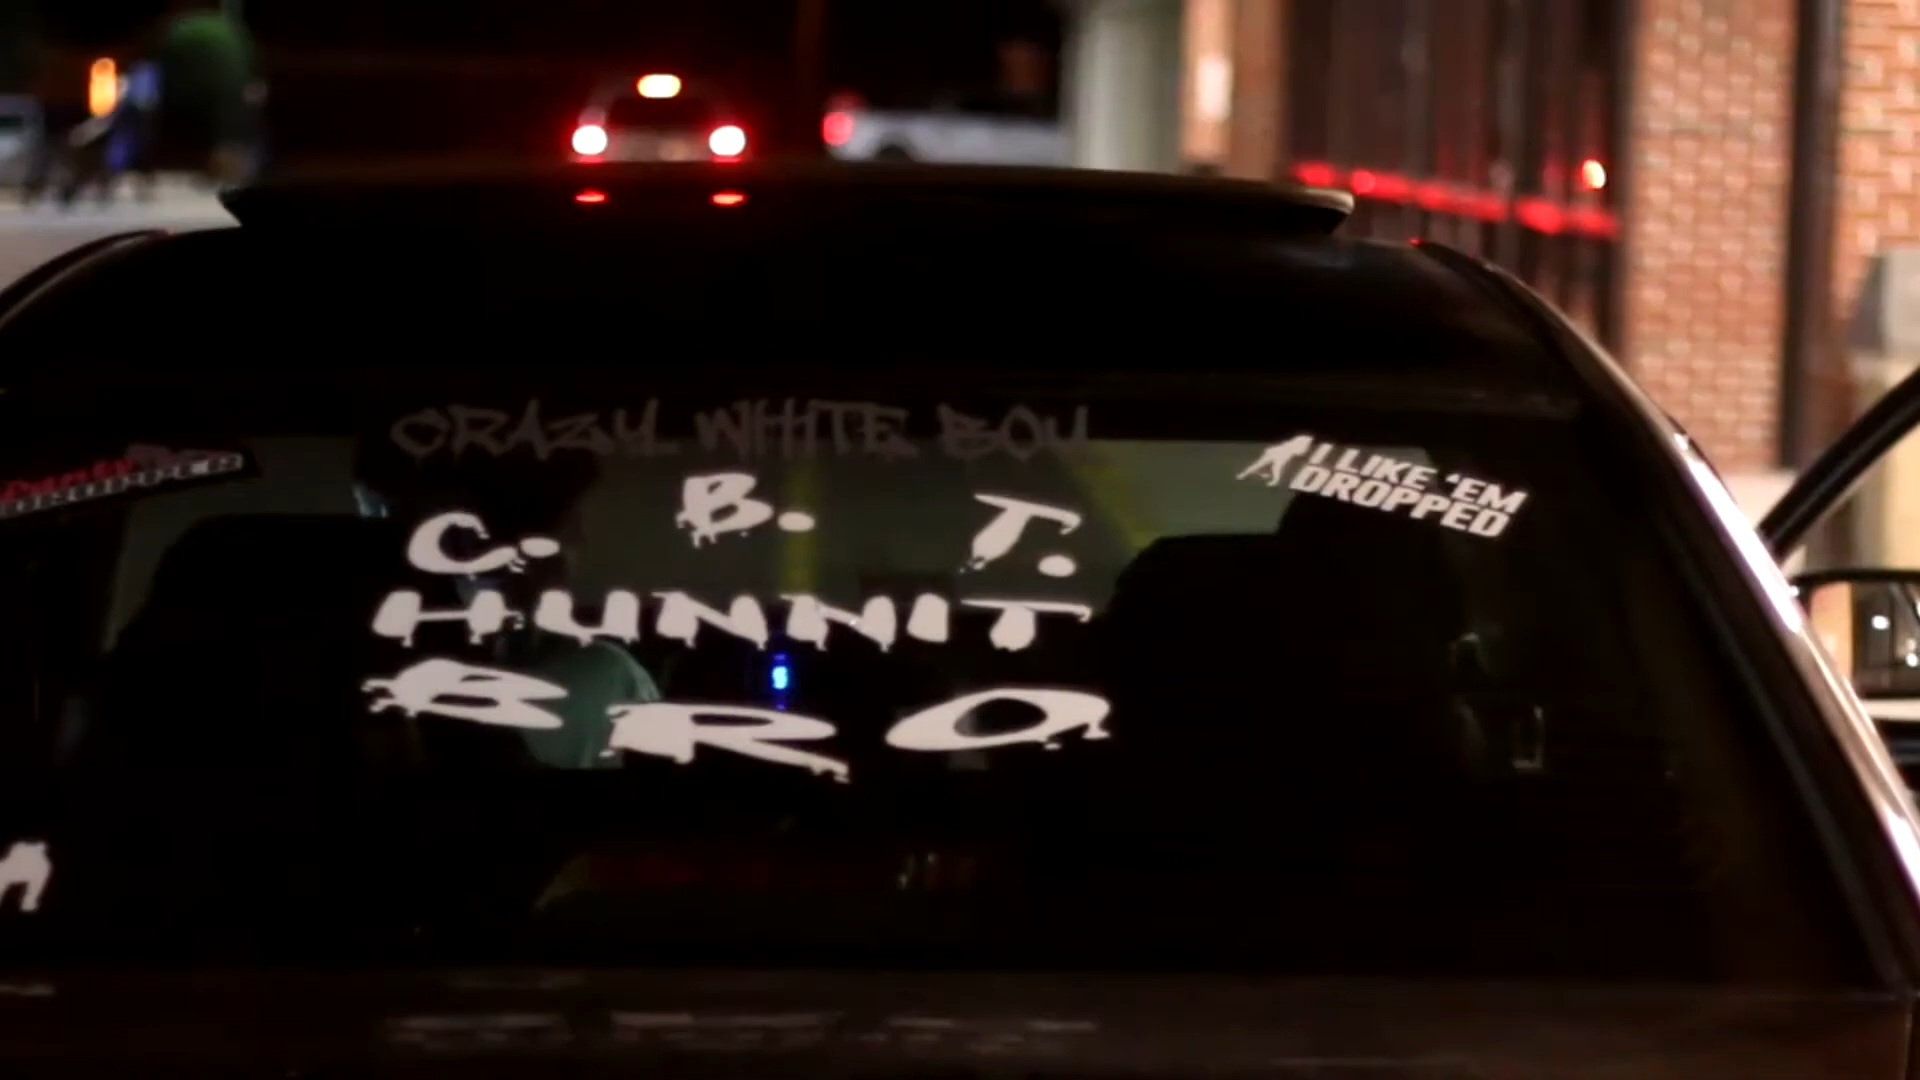 CRAZY WHITE BOY
C. B. T.
HUNNIT
BRO
I LIKE 'EM
DROPPED